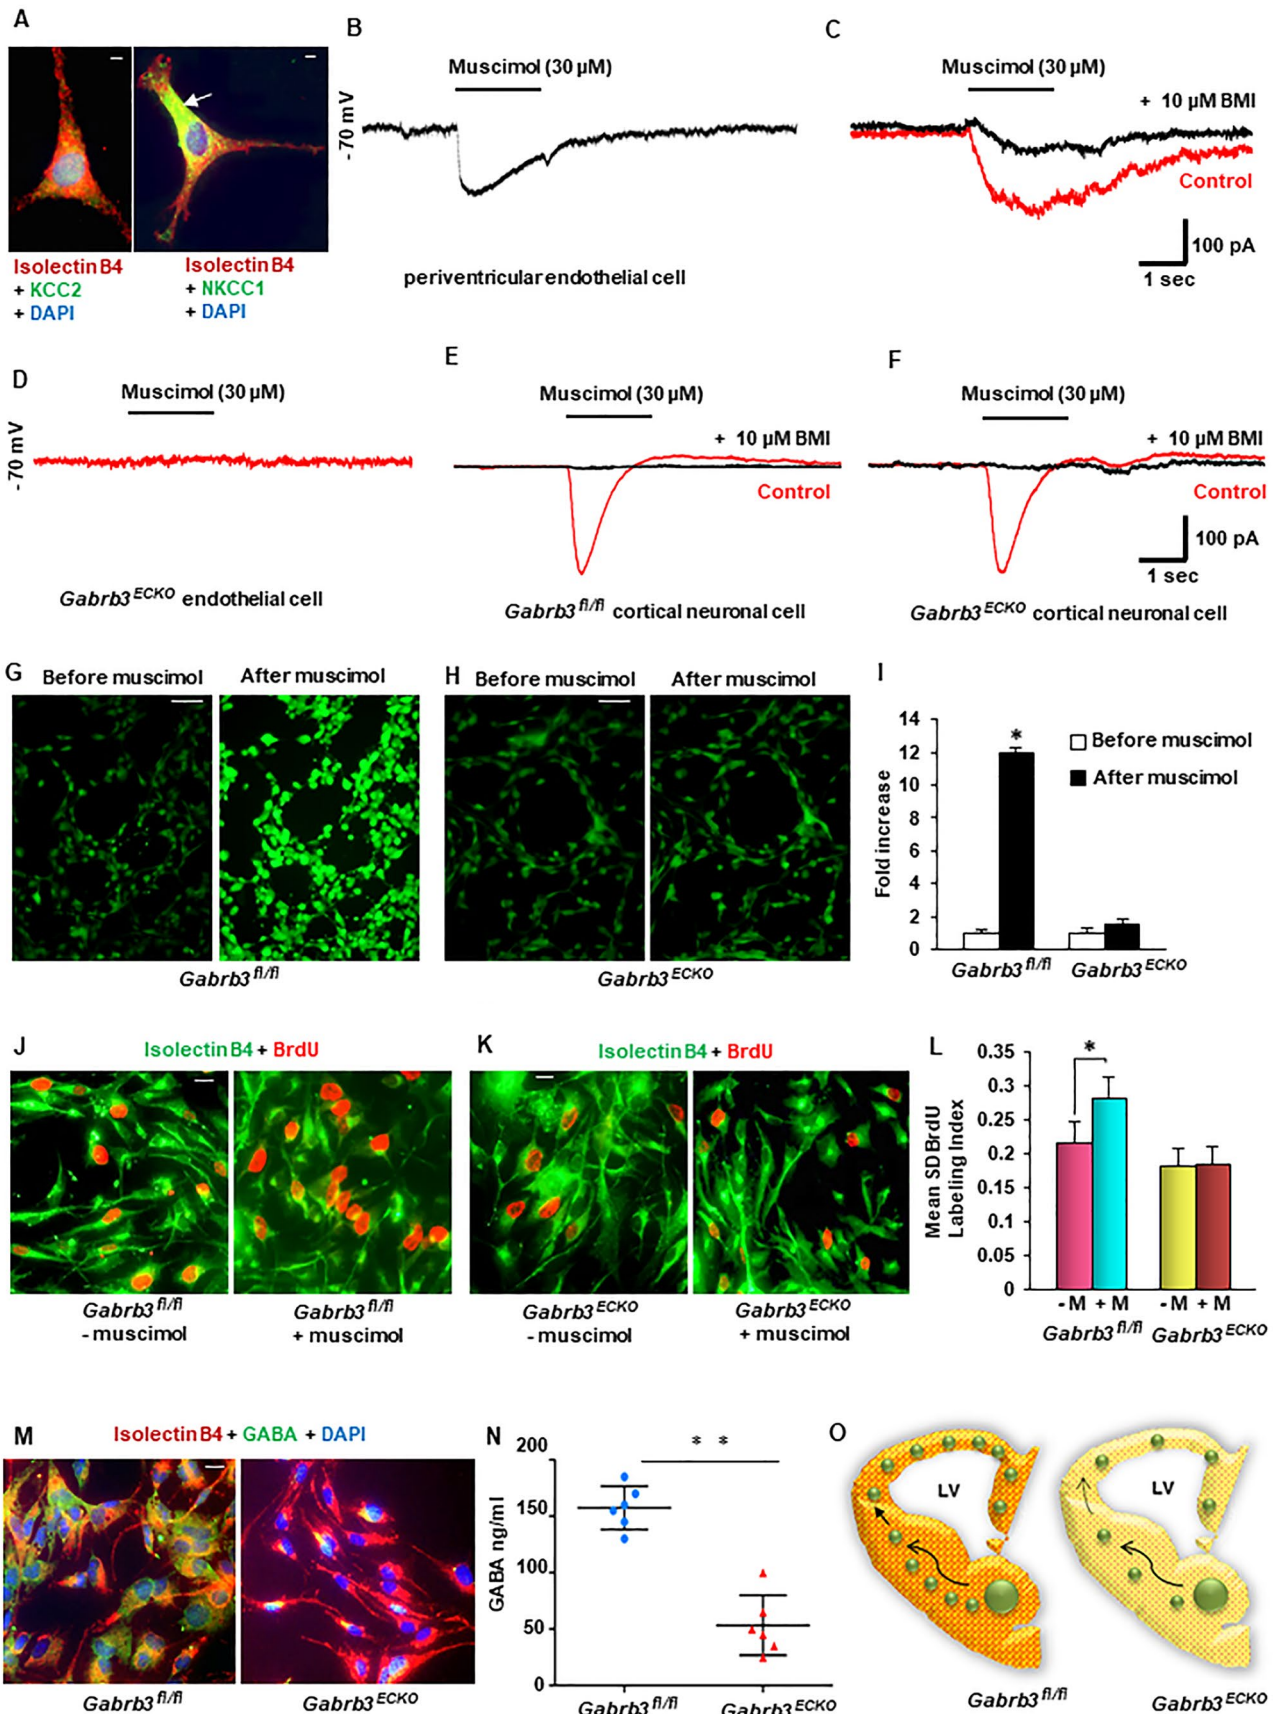 A
Isolectin B4
+ KCC2
+ DAPI
Isolectin B4
+ NKCC1
+ DAPI
B
Muscimol (30 µM)
- 70 mV
periventricular endothelial cell
C
Muscimol (30 µM)
+ 10 µM BMI
Control
100 pA
1 sec
D
Muscimol (30 µM)
- 70 mV
Gabrb3 ECKO endothelial cell
E
Muscimol (30 µM)
+ 10 µM BMI
Control
Gabrb3 fl/fl cortical neuronal cell
F
Muscimol (30 µM)
+ 10 µM BMI
Control
100 pA
1 sec
Gabrb3 ECKO cortical neuronal cell
G
Before muscimol
After muscimol
Gabrb3 fl/fl
H
Before muscimol
After muscimol
Gabrb3 ECKO
I
Fold increase
14
12
10
8
6
4
2
0
*
Before muscimol
After muscimol
Gabrb3 fl/fl
Gabrb3 ECKO
J
Isolectin B4 + BrdU
Gabrb3 fl/fl
- muscimol
Gabrb3 fl/fl
+ muscimol
K
Isolectin B4 + BrdU
Gabrb3 ECKO
- muscimol
Gabrb3 ECKO
+ muscimol
L
Mean SD BrdU
Labeling Index
0.35
0.3
0.25
0.2
0.15
0.1
0.05
0
*
- M + M
- M + M
Gabrb3 fl/fl
Gabrb3 ECKO
M
Isolectin B4 + GABA + DAPI
Gabrb3 fl/fl
Gabrb3 ECKO
N
GABA ng/ml
200
150
100
50
0
* *
Gabrb3 fl/fl
Gabrb3 ECKO
O
LV
LV
Gabrb3 fl/fl
Gabrb3 ECKO